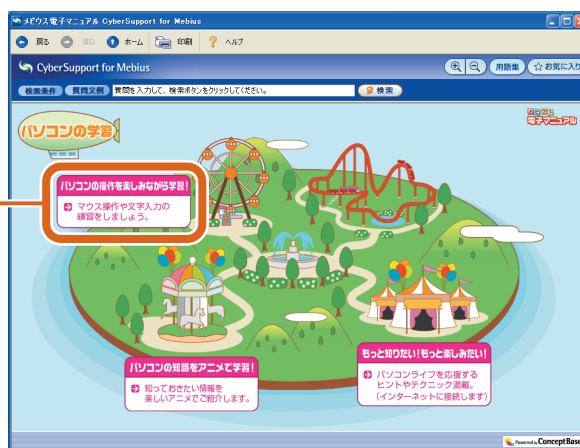 メビウス電子マニュアル CyberSupport for Mebius
戻る 進む ホーム 印刷 ヘルプ
CyberSupport for Mebius 用語集 お気に入り
検索条件 質問文例 質問を入力して、検索ボタンをクリックしてください。 検索
電子マニュアル
パソコンの学習
パソコンの操作を楽しみながら学習!
マウス操作や文字入力の
練習をしましょう。
パソコンの知識をアニメで学習!
知っておきたい情報を
楽しいアニメでご紹介します。
もっと知りたい!もっと楽しみたい!
パソコンライフを応援する
ヒントやテクニック満載。
(インターネットに接続します)
Powered by ConceptBase